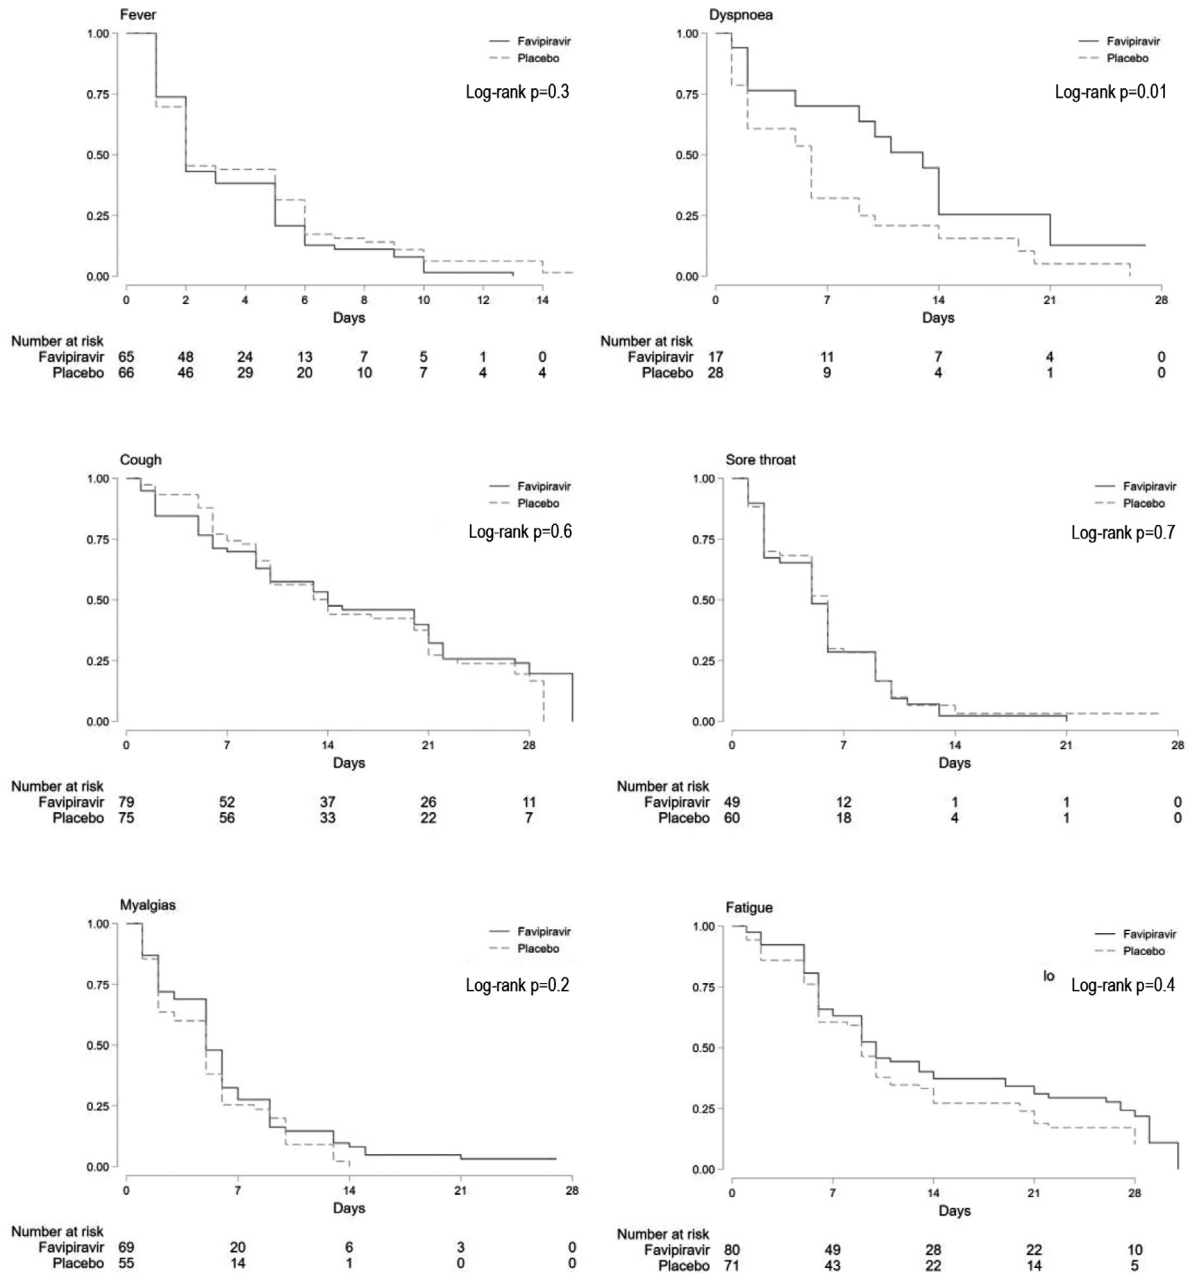 Fever
1.00
0.75
0.50
0.25
0.00
Favipiravir
Placebo
Log-rank p=0.3
0 2 4 6 8 10 12 14
Days
Number at risk
Favipiravir 65 48 24 13 7 5 1 0
Placebo 66 46 29 20 10 7 4 4
Dyspnoea
1.00
0.75
0.50
0.25
0.00
Favipiravir
Placebo
Log-rank p=0.01
0 7 14 21 28
Days
Number at risk
Favipiravir 17 11 7 4 0
Placebo 28 9 4 1 0
Cough
1.00
0.75
0.50
0.25
0.00
Favipiravir
Placebo
Log-rank p=0.6
0 7 14 21 28
Days
Number at risk
Favipiravir 79 52 37 26 11
Placebo 75 56 33 22 7
Sore throat
1.00
0.75
0.50
0.25
0.00
Favipiravir
Placebo
Log-rank p=0.7
0 7 14 21 28
Days
Number at risk
Favipiravir 49 12 1 1 0
Placebo 60 18 4 1 0
Myalgias
1.00
0.75
0.50
0.25
0.00
Favipiravir
Placebo
Log-rank p=0.2
0 7 14 21 28
Days
Number at risk
Favipiravir 69 20 6 3 0
Placebo 55 14 1 0 0
Fatigue
1.00
0.75
0.50
0.25
0.00
Favipiravir
Placebo
lo Log-rank p=0.4
0 7 14 21 28
Days
Number at risk
Favipiravir 80 49 28 22 10
Placebo 71 43 22 14 5